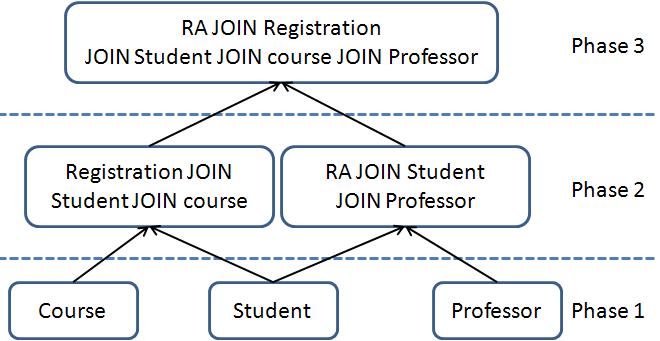 RA JOIN Registration
JOIN Student JOIN course JOIN Professor
Phase 3
Registration JOIN
Student JOIN course
RA JOIN Student
JOIN Professor
Phase 2
Course
Student
Professor
Phase 1